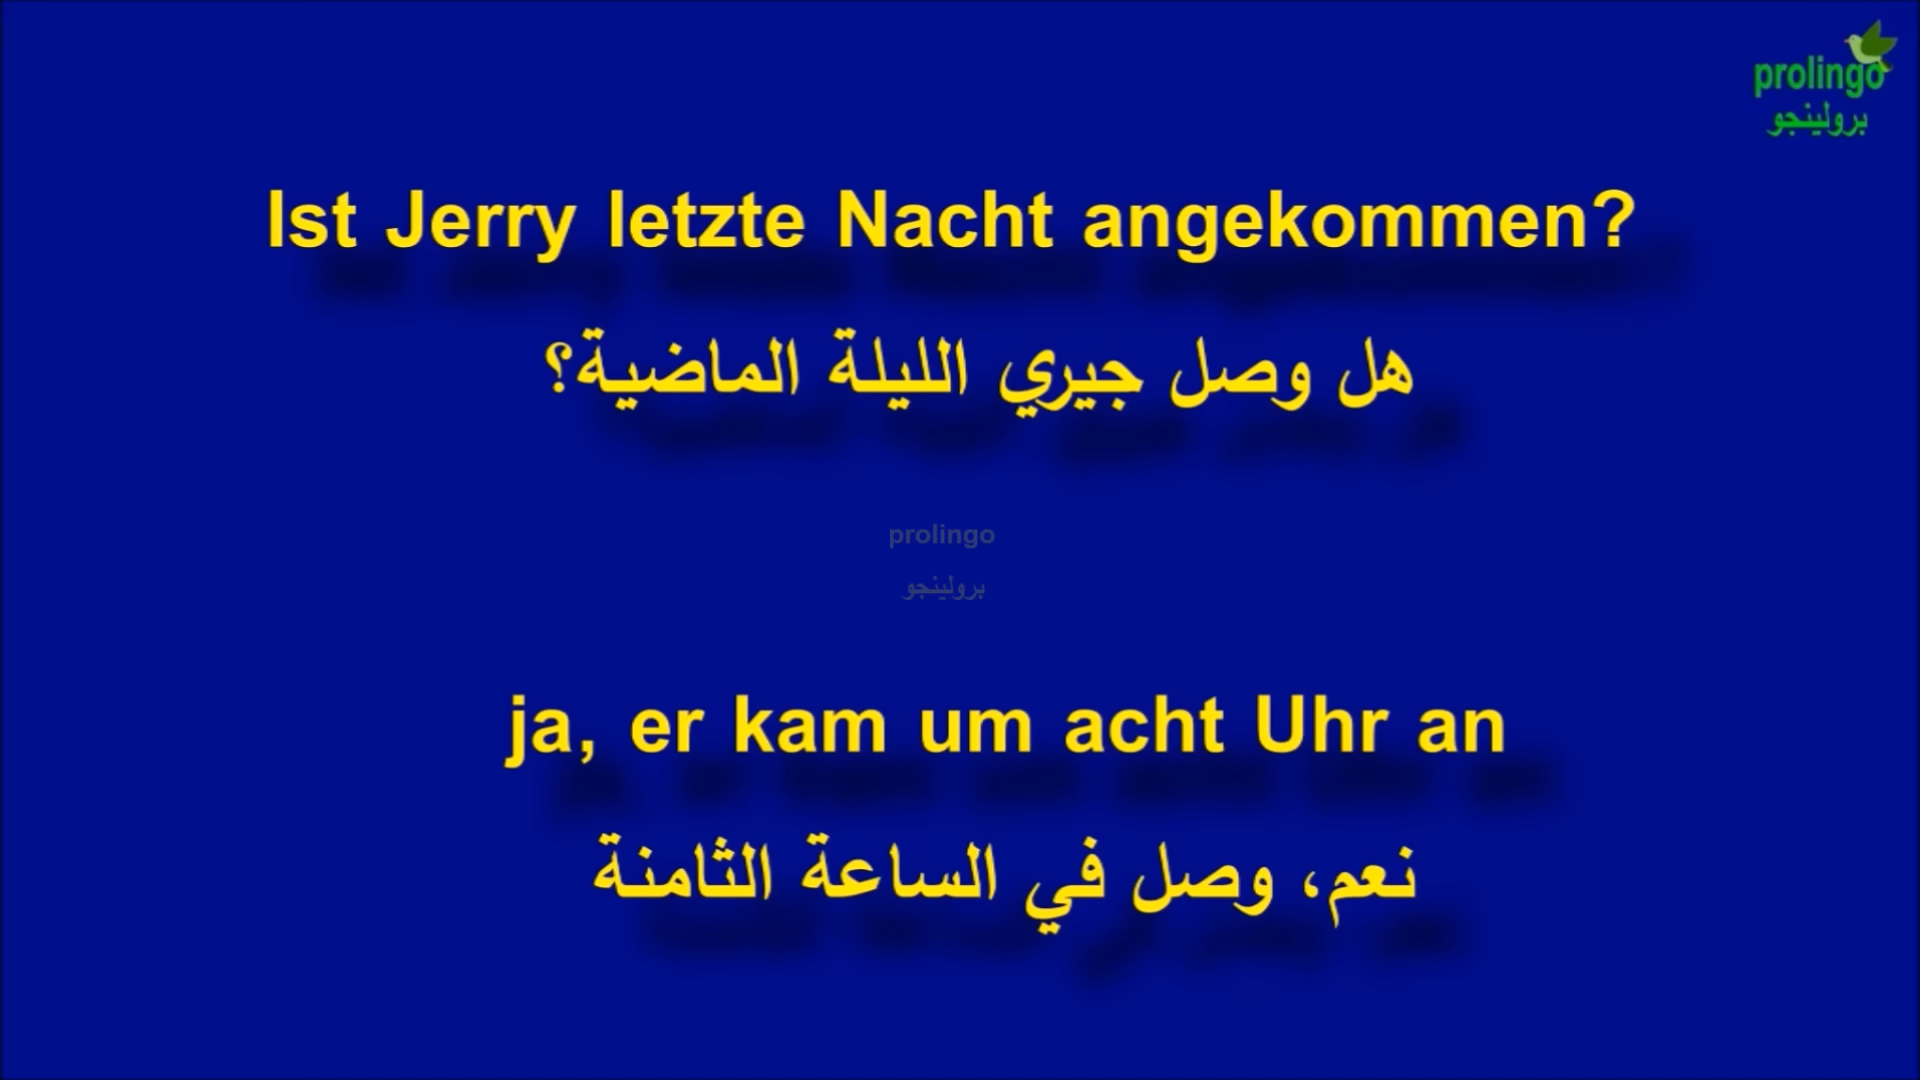 prolingo
برولينجو
Ist Jerry letzte Nacht angekommen?
هل وصل جيري الليلة الماضية؟
prolingo
برولينجو
ja, er kam um acht Uhr an
نعم، وصل في الساعة الثامنة